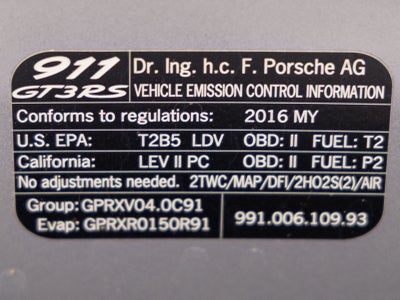 911 Dr. Ing. h.c. F. Porsche AG
GT3RS VEHICLE EMISSION CONTROL INFORMATION
Conforms to regulations: 2016 MY
U.S. EPA: T2B5 LDV OBD: II FUEL: T2
California: LEV II PC OBD: II FUEL: P2
No adjustments needed. 2TWC/MAP/DFI/2HO2S(2)/AIR
Group: GPRXV04.0C91
Evap: GPRXR0150R91
991.006.109.93